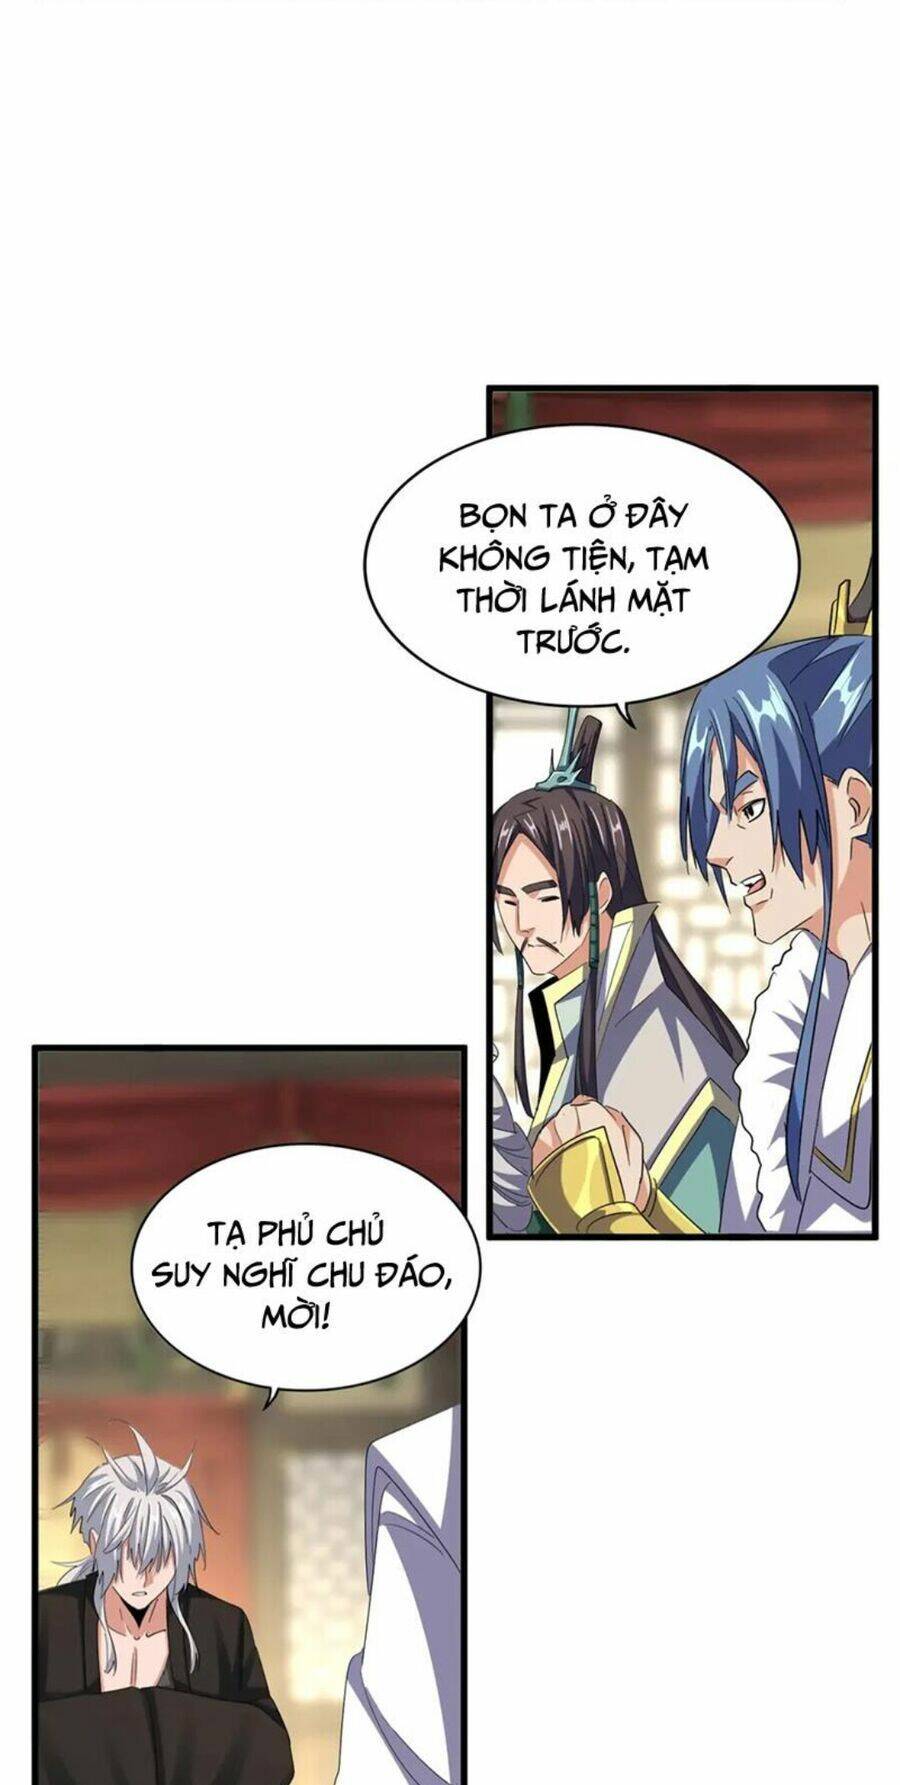 BỌN TA Ở ĐÂY
KHÔNG TIỆN, TẠM
THỜI LÁNH MẶT
TRƯỚC.
TẠ PHỦ CHỦ
SUY NGHĨ CHU ĐÁO,
MỜI!